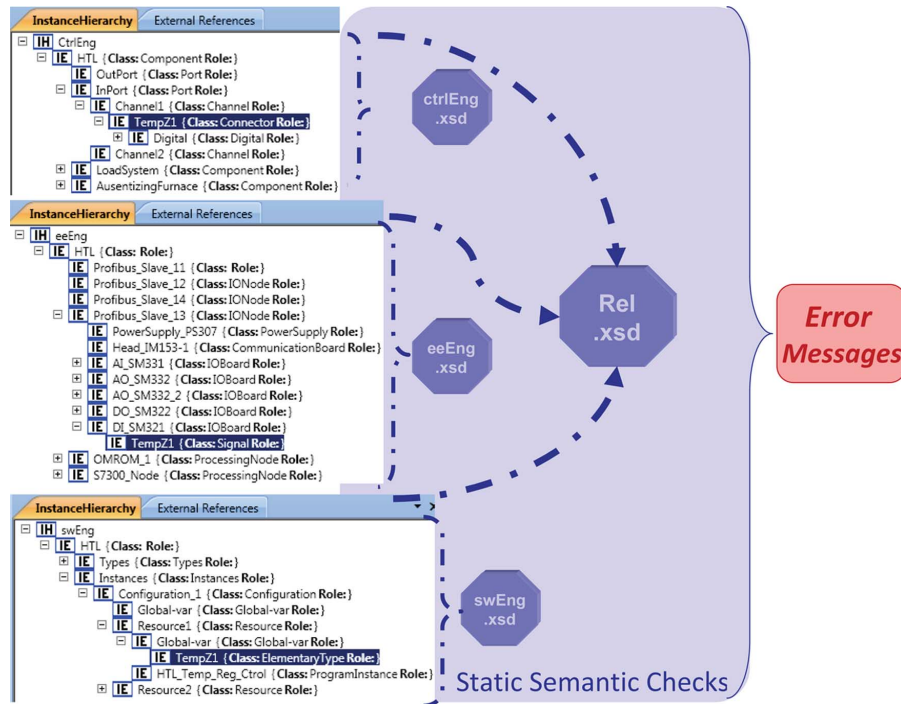 InstanceHierarchy External References
IH CtrlEng
IE HTL {Class: Component Role:}
IE OutPort {Class: Port Role:}
IE InPort {Class: Port Role:}
IE Channel1 {Class: Channel Role:}
IE TempZ1 {Class: Connector Role:}
IE Digital {Class: Digital Role:}
IE Channel2 {Class: Channel Role:}
IE LoadSystem {Class: Component Role:}
IE AusentizingFurnace {Class: Component Role:}
ctrlEng
.xsd
InstanceHierarchy External References
IH eeEng
IE HTL {Class: Role:}
IE Profibus_Slave_11 {Class: Role:}
IE Profibus_Slave_12 {Class: IONode Role:}
IE Profibus_Slave_14 {Class: IONode Role:}
IE Profibus_Slave_13 {Class: IONode Role:}
IE PowerSupply_PS307 {Class: PowerSupply Role:}
IE Head_IM153-1 {Class: CommunicationBoard Role:}
IE AI_SM331 {Class: IOBoard Role:}
IE AO_SM332 {Class: IOBoard Role:}
IE AO_SM332_2 {Class: IOBoard Role:}
IE DO_SM322 {Class: IOBoard Role:}
IE DI_SM321 {Class: IOBoard Role:}
IE TempZ1 {Class: Signal Role:}
IE OMROM_1 {Class: ProcessingNode Role:}
IE S7300_Node {Class: ProcessingNode Role:}
eeEng
.xsd
Rel
.xsd
Error
Messages
InstanceHierarchy External References
IH swEng
IE HTL {Class: Role:}
IE Types {Class: Types Role:}
IE Instances {Class: Instances Role:}
IE Configuration_1 {Class: Configuration Role:}
IE Global-var {Class: Global-var Role:}
IE Resource1 {Class: Resource Role:}
IE Global-var {Class: Global-var Role:}
IE TempZ1 {Class: ElementaryType Role:}
IE HTL_Temp_Reg_Ctrol {Class: ProgramInstance Role:}
IE Resource2 {Class: Resource Role:}
swEng
.xsd
Static Semantic Checks